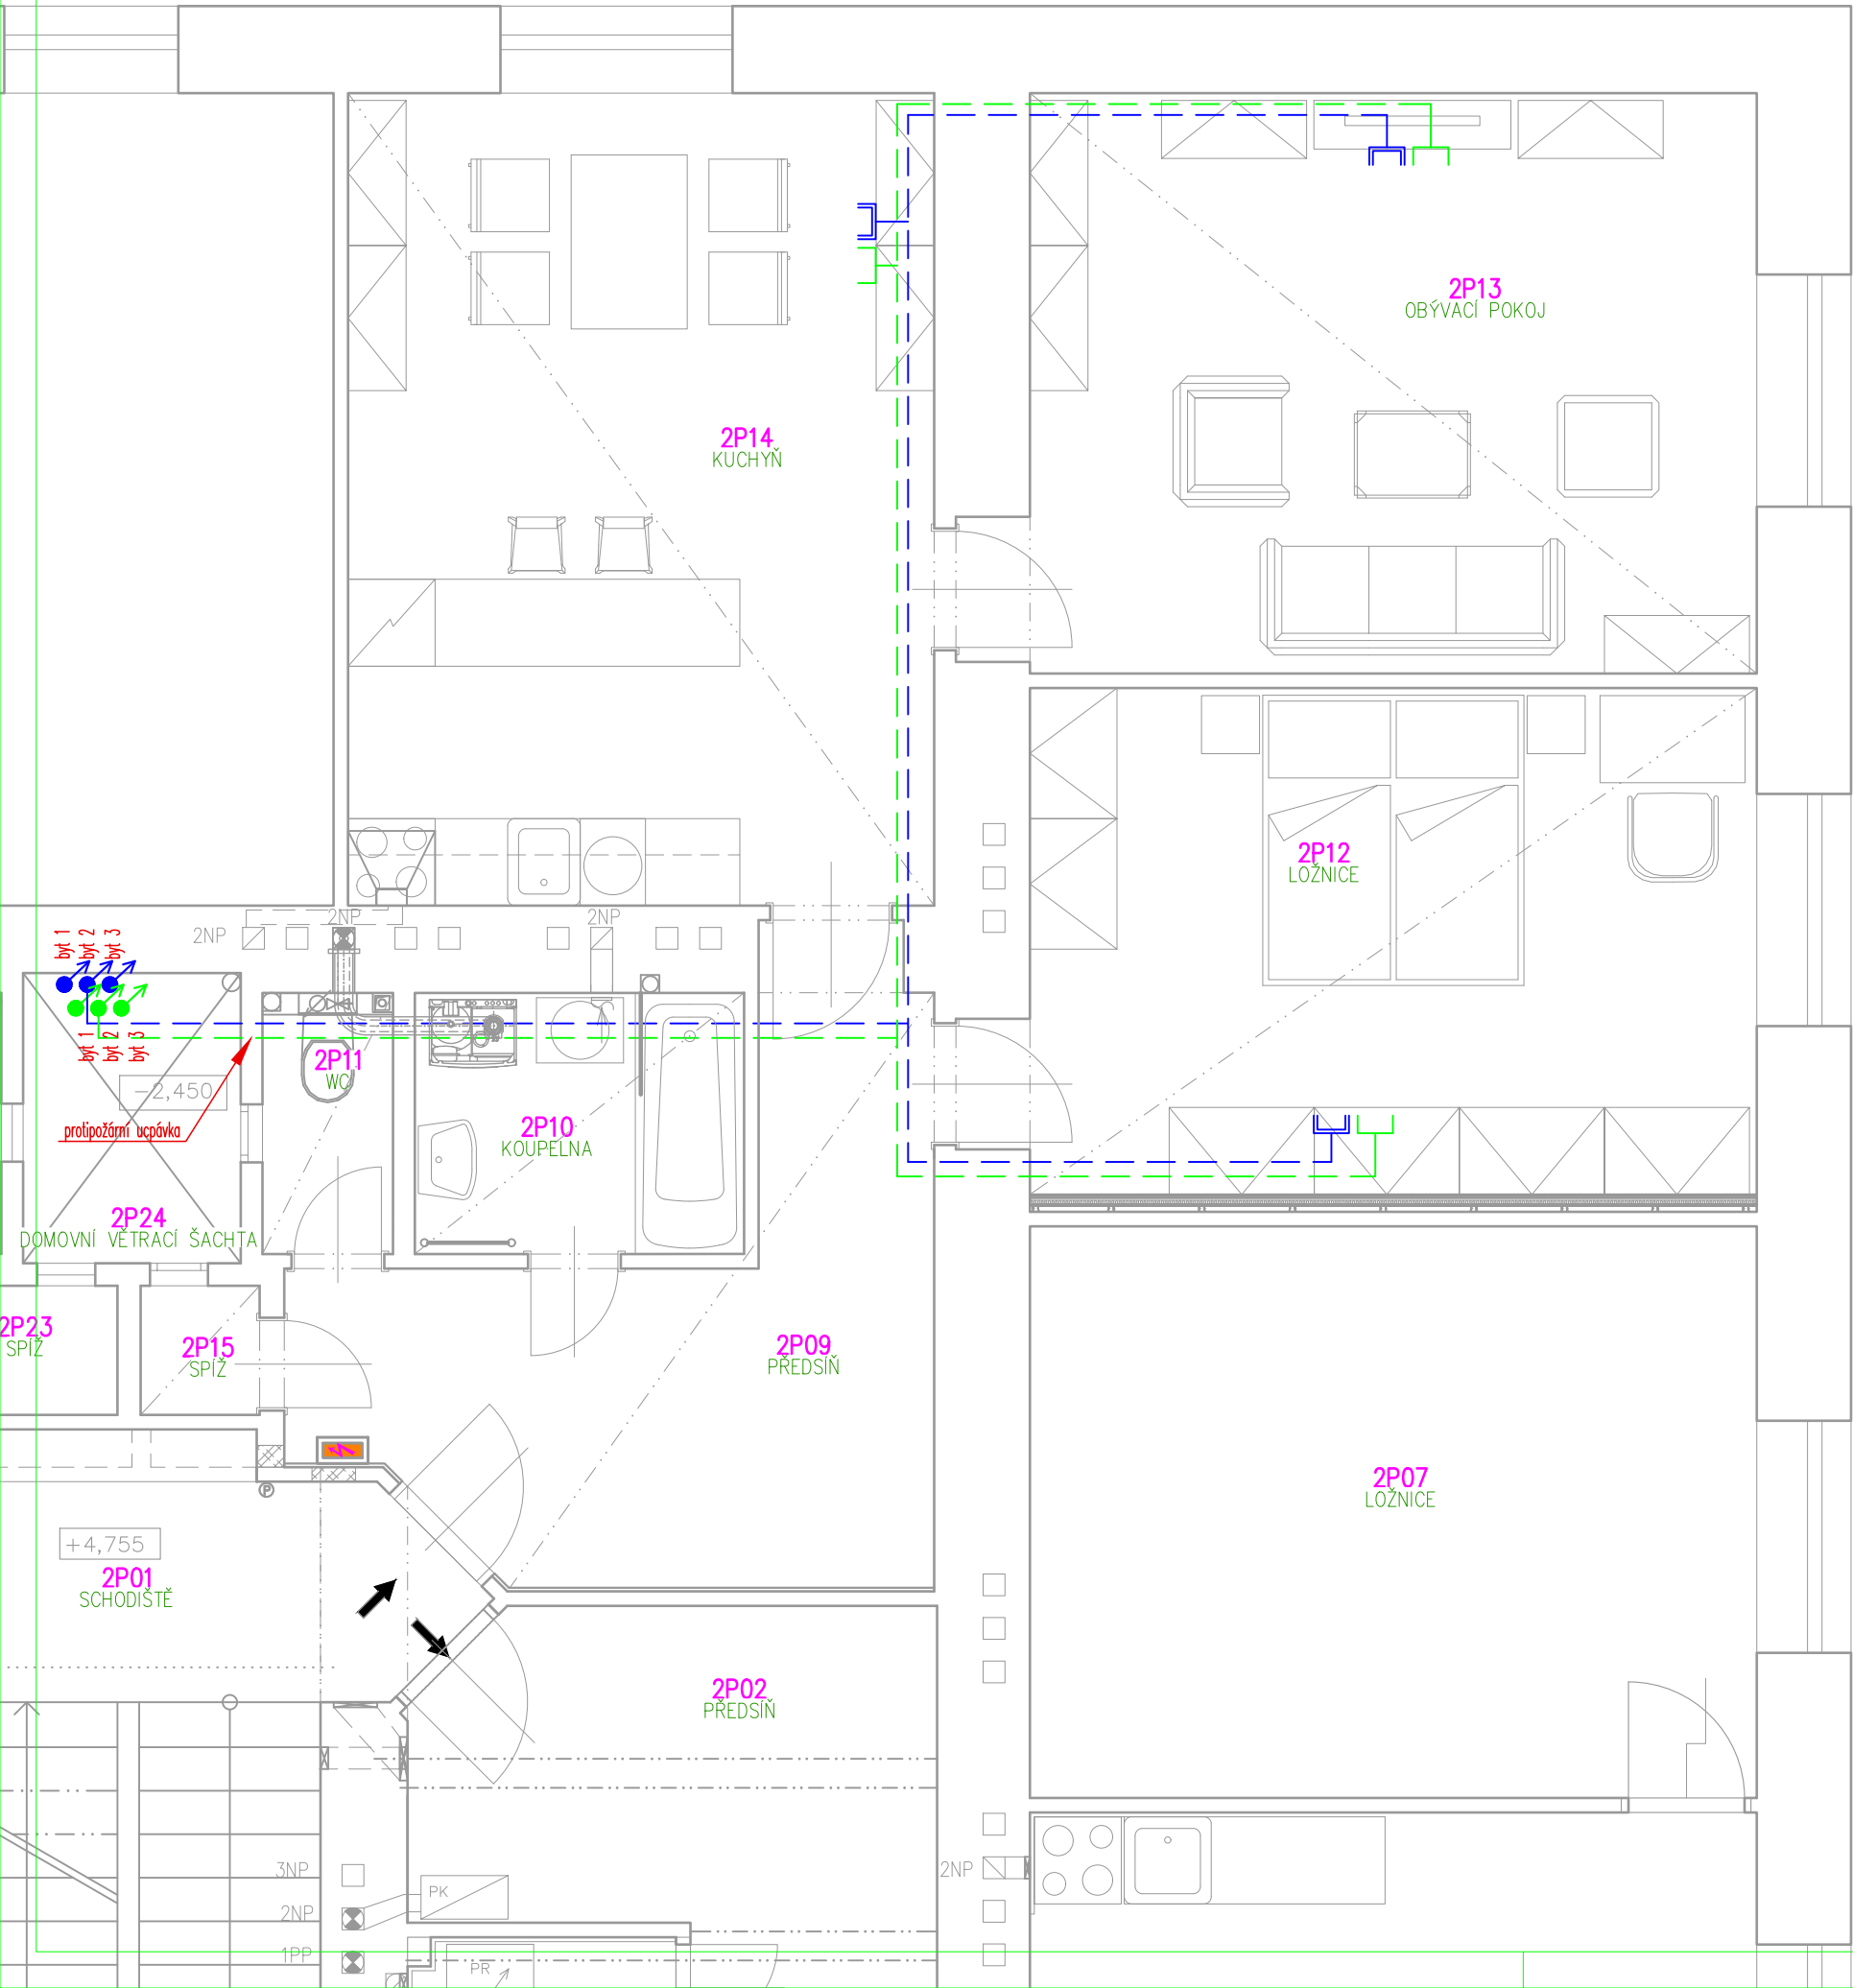 2P13
OBÝVACÍ POKOJ
2P14
KUCHYŇ
2P12
LOŽNICE
2NP
2NP
2NP
byt 1
byt 2
byt 3
byt 1
byt 2
byt 3
2P11
WC
-2,450
protipožární ucpávka
2P10
KOUPELNA
2P24
DOMOVNÍ VĚTRACÍ ŠACHTA
2P23
SPÍŽ
2P15
SPÍŽ
2P09
PŘEDSÍŇ
P
2P07
LOŽNICE
+4,755
2P01
SCHODIŠTĚ
2P02
PŘEDSÍŇ
3NP
2NP
PK
2NP
1PP
PR